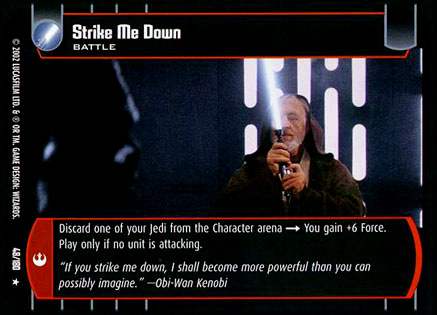 Strike Me Down
BATTLE
© 2002 LUCASFILM LTD. & ® OR TM. GAME DESIGN: WIZARDS.
Discard one of your Jedi from the Character arena → You gain +6 Force.
Play only if no unit is attacking.
"If you strike me down, I shall become more powerful than you can
possibly imagine." –Obi-Wan Kenobi
48/180